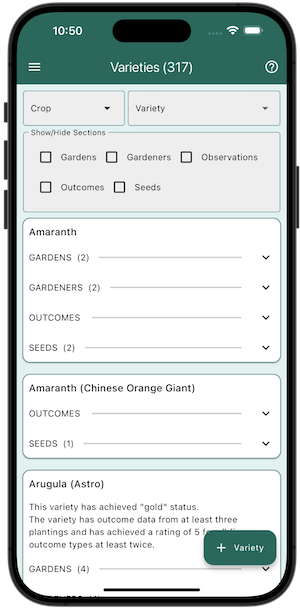 10:50
Varieties (317)
Crop Variety
Show/Hide Sections
Gardens Gardeners Observations
Outcomes Seeds
Amaranth
GARDENS (2)
GARDENERS (2)
OUTCOMES
SEEDS (2)
Amaranth (Chinese Orange Giant)
OUTCOMES
SEEDS (1)
Arugula (Astro)
This variety has achieved "gold" status.
The variety has outcome data from at least three
plantings and has achieved a rating of 5 for
outcome types at least twice.
+ Variety
GARDENS (4)